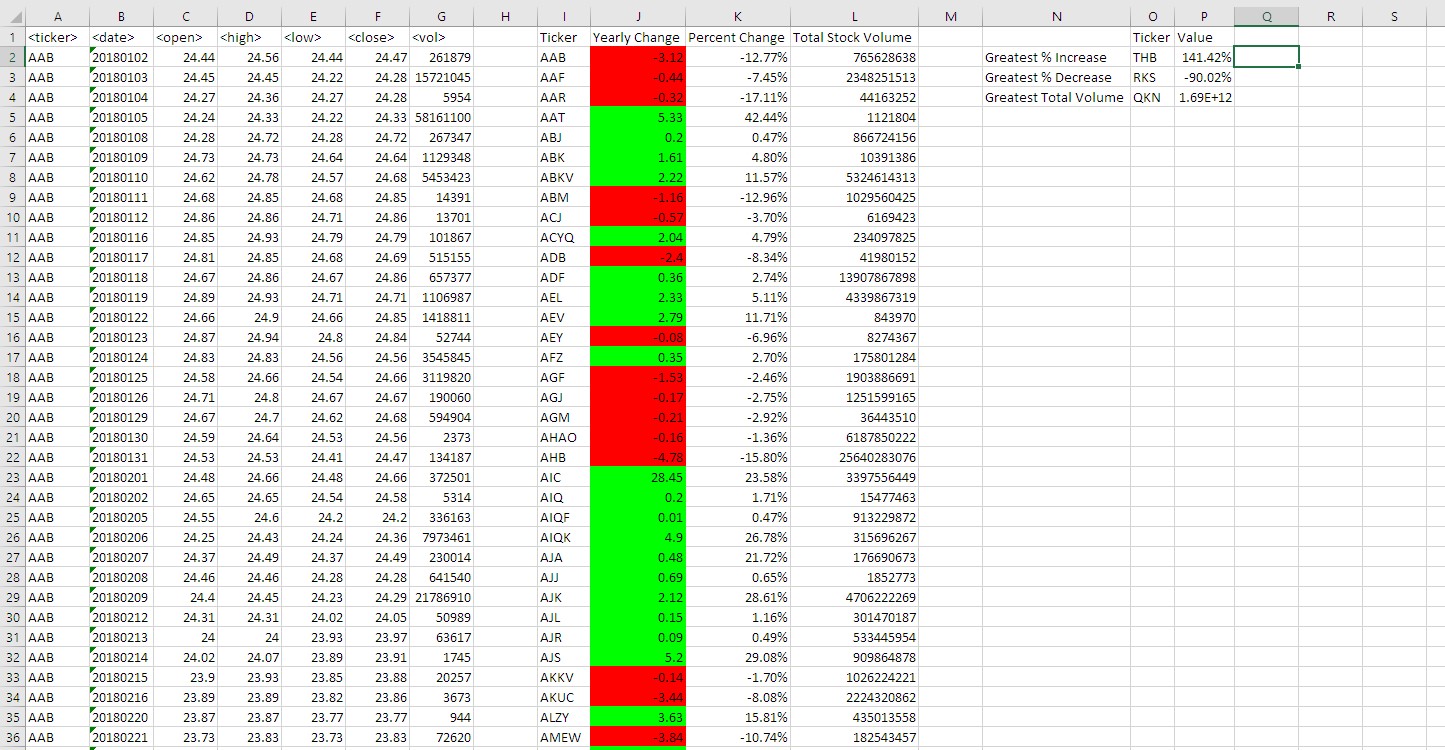 A B C D E F G H I J K L M N O P Q R S
1 <ticker> <date> <open> <high> <low> <close> <vol> Ticker Yearly Change Percent Change Total Stock Volume Ticker Value
2 AAB 20180102 24.44 24.56 24.44 24.47 261879 AAB -3.12 -12.77% 765628638 Greatest % Increase THB 141.42%
3 AAB 20180103 24.45 24.45 24.22 24.28 15721045 AAF -0.44 -7.45% 2348251513 Greatest % Decrease RKS -90.02%
4 AAB 20180104 24.27 24.36 24.27 24.28 5954 AAR -0.32 -17.11% 44163252 Greatest Total Volume QKN 1.69E+12
5 AAB 20180105 24.24 24.33 24.22 24.33 58161100 AAT 5.33 42.44% 1121804
6 AAB 20180108 24.28 24.72 24.28 24.72 267347 ABJ 0.2 0.47% 866724156
7 AAB 20180109 24.73 24.73 24.64 24.64 1129348 ABK 1.61 4.80% 10391386
8 AAB 20180110 24.62 24.78 24.57 24.68 5453423 ABKV 2.22 11.57% 5324614313
9 AAB 20180111 24.68 24.85 24.68 24.85 14391 ABM -1.16 -12.96% 1029560425
10 AAB 20180112 24.86 24.86 24.71 24.86 13701 ACJ -0.57 -3.70% 6169423
11 AAB 20180116 24.85 24.93 24.79 24.79 101867 ACYQ 2.04 4.79% 234097825
12 AAB 20180117 24.81 24.85 24.68 24.69 515155 ADB -2.4 -8.34% 41980152
13 AAB 20180118 24.67 24.86 24.67 24.86 657377 ADF 0.36 2.74% 13907867898
14 AAB 20180119 24.89 24.93 24.71 24.71 1106987 AEL 2.33 5.11% 4339867319
15 AAB 20180122 24.66 24.9 24.66 24.85 1418811 AEV 2.79 11.71% 843970
16 AAB 20180123 24.87 24.94 24.8 24.84 52744 AEY -0.08 -6.96% 8274367
17 AAB 20180124 24.83 24.83 24.56 24.56 3545845 AFZ 0.35 2.70% 175801284
18 AAB 20180125 24.58 24.66 24.54 24.66 3119820 AGF -1.53 -2.46% 1903886691
19 AAB 20180126 24.71 24.8 24.67 24.67 190060 AGJ -0.17 -2.75% 1251599165
20 AAB 20180129 24.67 24.7 24.62 24.68 594904 AGM -0.21 -2.92% 36443510
21 AAB 20180130 24.59 24.64 24.53 24.56 2373 AHAO -0.16 -1.36% 6187850222
22 AAB 20180131 24.53 24.53 24.41 24.47 134187 AHB -4.78 -15.80% 25640283076
23 AAB 20180201 24.48 24.66 24.48 24.66 372501 AIC 28.45 23.58% 3397556449
24 AAB 20180202 24.65 24.65 24.54 24.58 5314 AIQ 0.2 1.71% 15477463
25 AAB 20180205 24.55 24.6 24.2 24.2 336163 AIQF 0.01 0.47% 913229872
26 AAB 20180206 24.25 24.43 24.24 24.36 7973461 AIQK 4.9 26.78% 315696267
27 AAB 20180207 24.37 24.49 24.37 24.49 230014 AJA 0.48 21.72% 176690673
28 AAB 20180208 24.46 24.46 24.28 24.28 641540 AJJ 0.69 0.65% 1852773
29 AAB 20180209 24.4 24.45 24.23 24.29 21786910 AJK 2.12 28.61% 4706222269
30 AAB 20180212 24.31 24.31 24.02 24.05 50989 AJL 0.15 1.16% 301470187
31 AAB 20180213 24 24 23.93 23.97 63617 AJR 0.09 0.49% 533445954
32 AAB 20180214 24.02 24.07 23.89 23.91 1745 AJS 5.2 29.08% 909864878
33 AAB 20180215 23.9 23.93 23.85 23.88 20257 AKKV -0.14 -1.70% 1026224221
34 AAB 20180216 23.89 23.89 23.82 23.86 3673 AKUC -3.44 -8.08% 2224320862
35 AAB 20180220 23.87 23.87 23.77 23.77 944 ALZY 3.63 15.81% 435013558
36 AAB 20180221 23.73 23.83 23.73 23.83 72620 AMEW -3.84 -10.74% 182543457